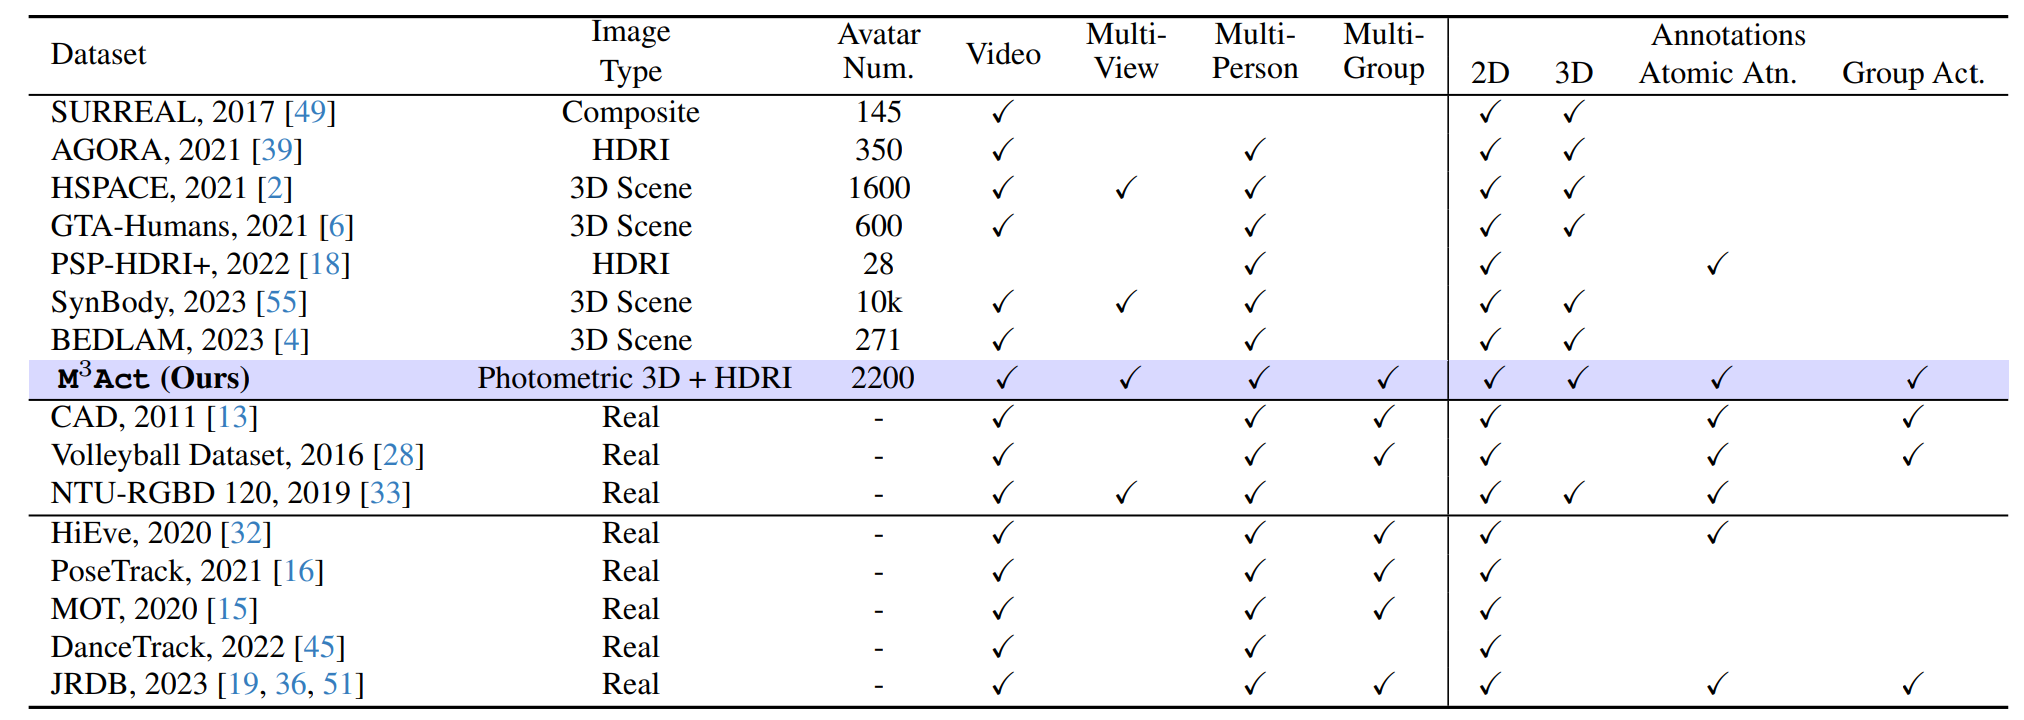 Dataset Image Type Avatar Num. Video Multi-View Multi-Person Multi-Group Annotations
2D 3D Atomic Atn. Group Act.
SURREAL, 2017 [49] Composite 145 ✓ ✓ ✓
AGORA, 2021 [39] HDRI 350 ✓ ✓ ✓ ✓
HSPACE, 2021 [2] 3D Scene 1600 ✓ ✓ ✓ ✓ ✓
GTA-Humans, 2021 [6] 3D Scene 600 ✓ ✓ ✓ ✓
PSP-HDRI+, 2022 [18] HDRI 28 ✓ ✓ ✓
SynBody, 2023 [55] 3D Scene 10k ✓ ✓ ✓ ✓ ✓
BEDLAM, 2023 [4] 3D Scene 271 ✓ ✓ ✓ ✓
M³Act (Ours) Photometric 3D + HDRI 2200 ✓ ✓ ✓ ✓ ✓ ✓ ✓ ✓
CAD, 2011 [13] Real - ✓ ✓ ✓ ✓ ✓ ✓
Volleyball Dataset, 2016 [28] Real - ✓ ✓ ✓ ✓ ✓ ✓
NTU-RGBD 120, 2019 [33] Real - ✓ ✓ ✓ ✓ ✓ ✓
HiEve, 2020 [32] Real - ✓ ✓ ✓ ✓ ✓
PoseTrack, 2021 [16] Real - ✓ ✓ ✓ ✓
MOT, 2020 [15] Real - ✓ ✓ ✓ ✓
DanceTrack, 2022 [45] Real - ✓ ✓ ✓
JRDB, 2023 [19, 36, 51] Real - ✓ ✓ ✓ ✓ ✓ ✓